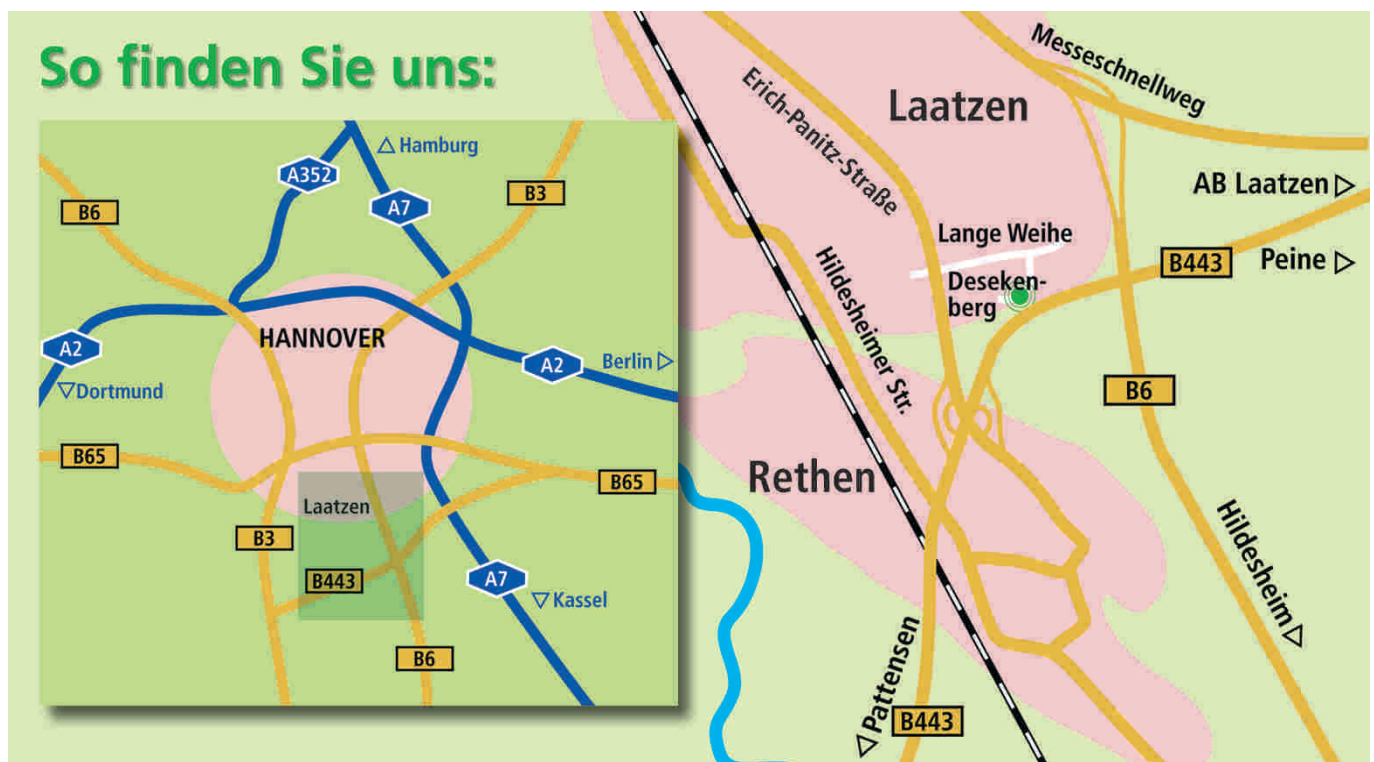 So finden Sie uns:
△ Hamburg
A352
A7
B3
B6
HANNOVER
A2
▽Dortmund
A2
Berlin ▷
B65
B65
Laatzen
B3
B443
A7
▽ Kassel
B6
Messeschnellweg
Laatzen
Erich-Panitz-Straße
AB Laatzen ▷
Lange Weihe
B443
Peine ▷
Deseken-
berg
Hildesheimer Str.
B6
Rethen
Hildesheim ▽
◁ Pattensen
B443